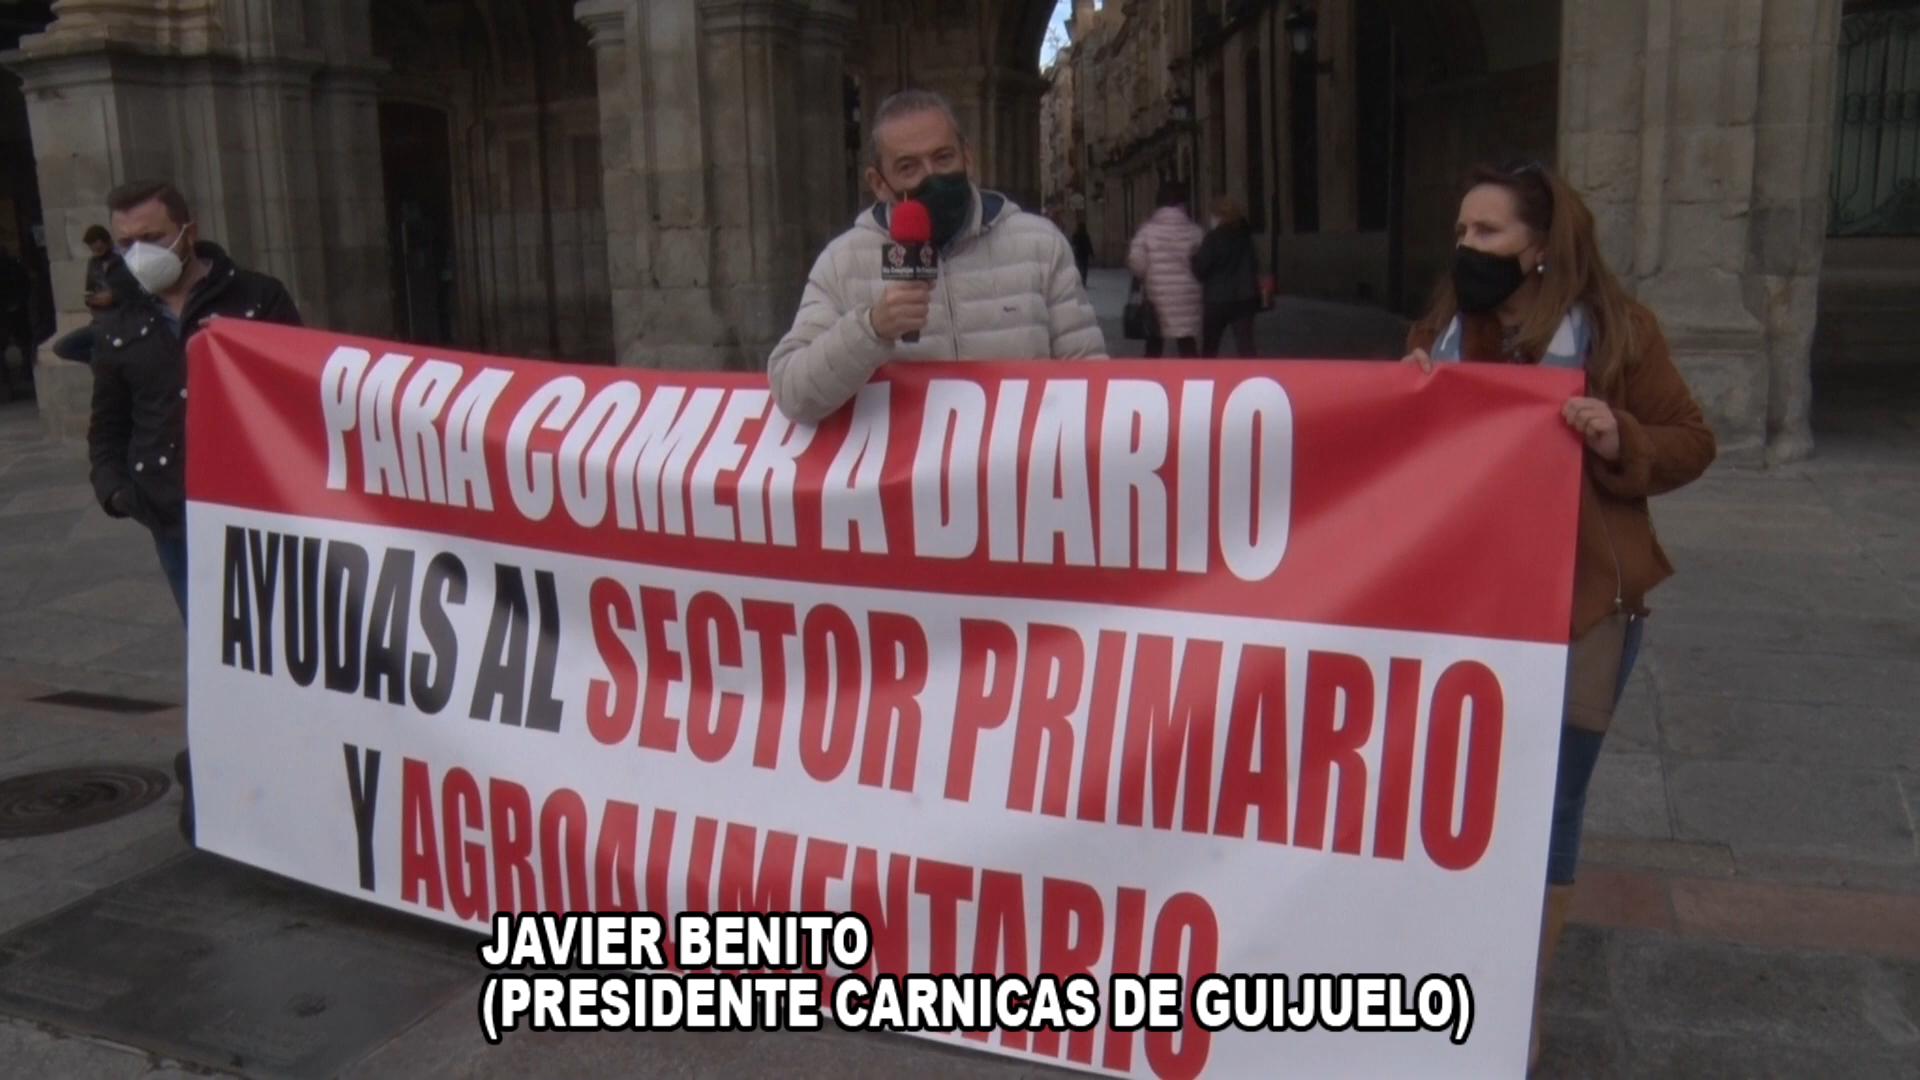 PARA COMER A DIARIO
AYUDAS AL SECTOR PRIMARIO
Y AGROALIMENTARIO
JAVIER BENITO
(PRESIDENTE CARNICAS DE GUIJUELO)